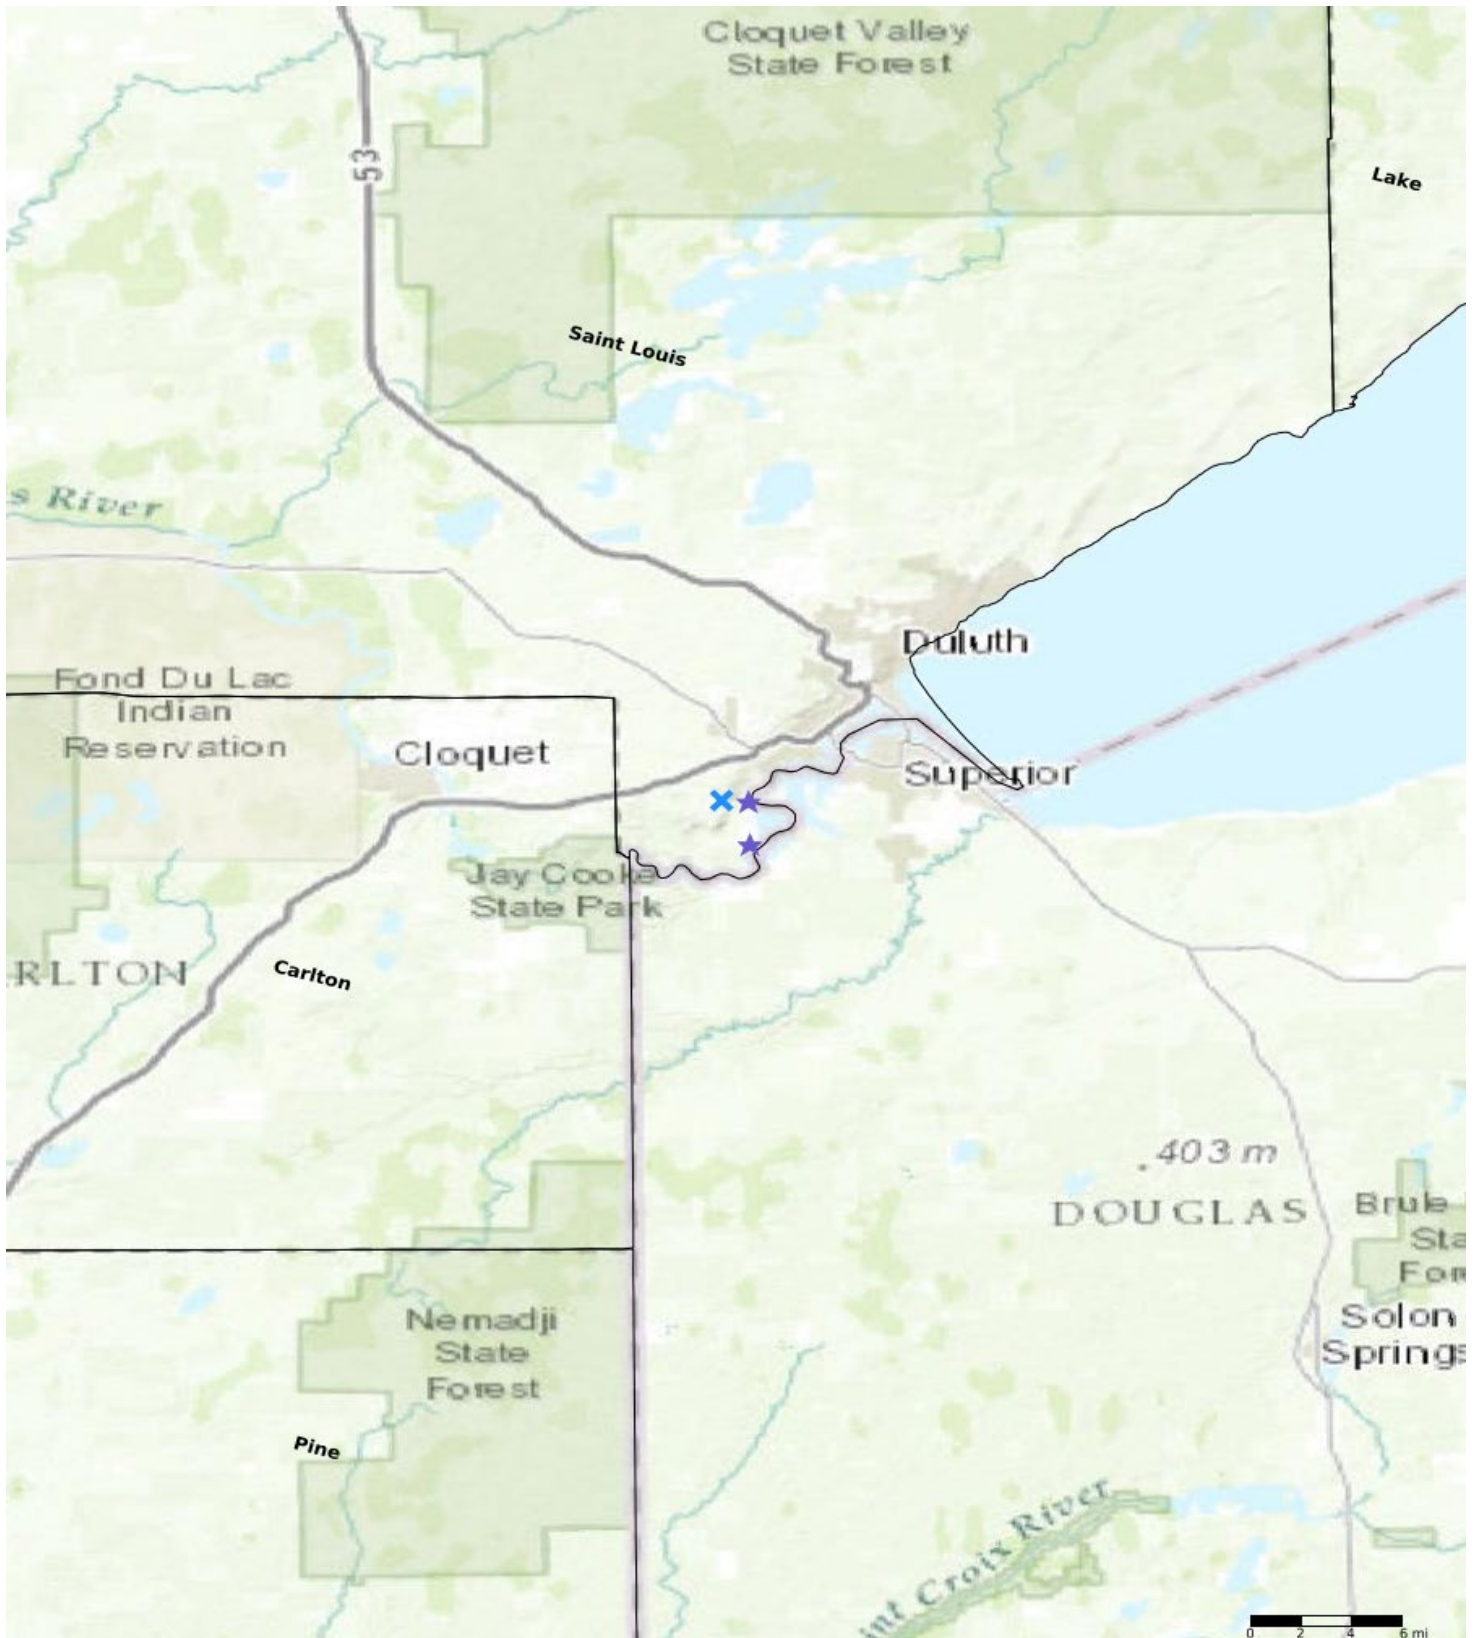 Cloquet Valley
State Forest
53
Lake
Saint Louis
s River
Duluth
Fond Du Lac
Indian
Reservation
Cloquet
Superior
Jay Cooke
State Park
RLTON
Carlton
403 m
DOUGLAS
Brule
Sta
Fore
Nemadji
State
Forest
Solon
Springs
Pine
int Croix River
0 2 4 6 mi